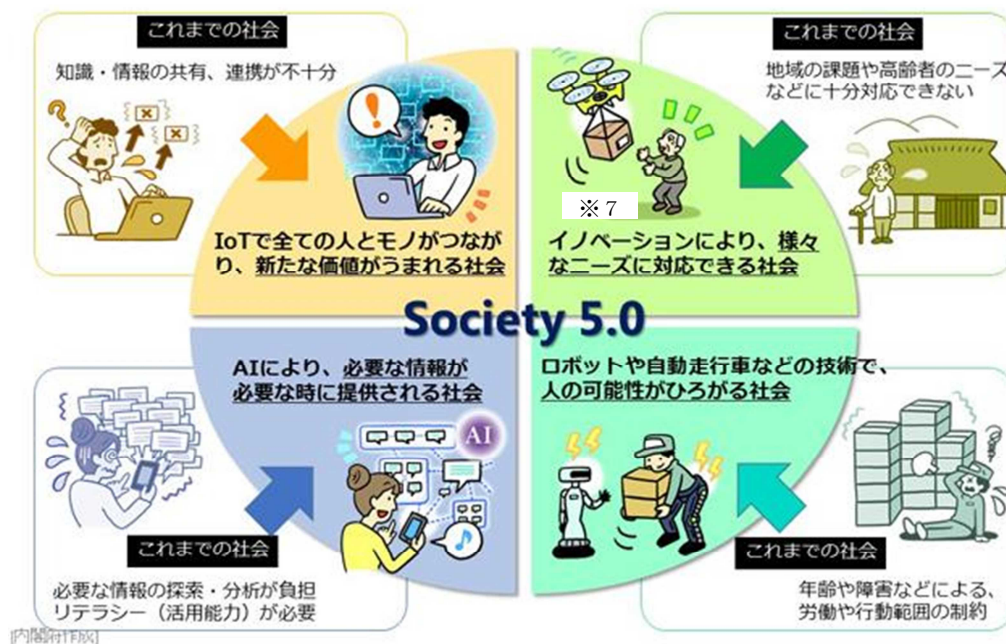 これまでの社会
知識・情報の共有、連携が不十分
IoTで全ての人とモノがつなが
り、新たな価値がうまれる社会
これまでの社会
地域の課題や高齢者のニーズ
などに十分対応できない
※7
イノベーションにより、様々
なニーズに対応できる社会
Society 5.0
AIにより、必要な情報が
必要な時に提供される社会
AI
これまでの社会
必要な情報の探索・分析が負担
リテラシー（活用能力）が必要
ロボットや自動走行車などの技術で、
人の可能性がひろがる社会
これまでの社会
年齢や障害などによる、
労働や行動範囲の制約
[内閣府作成]